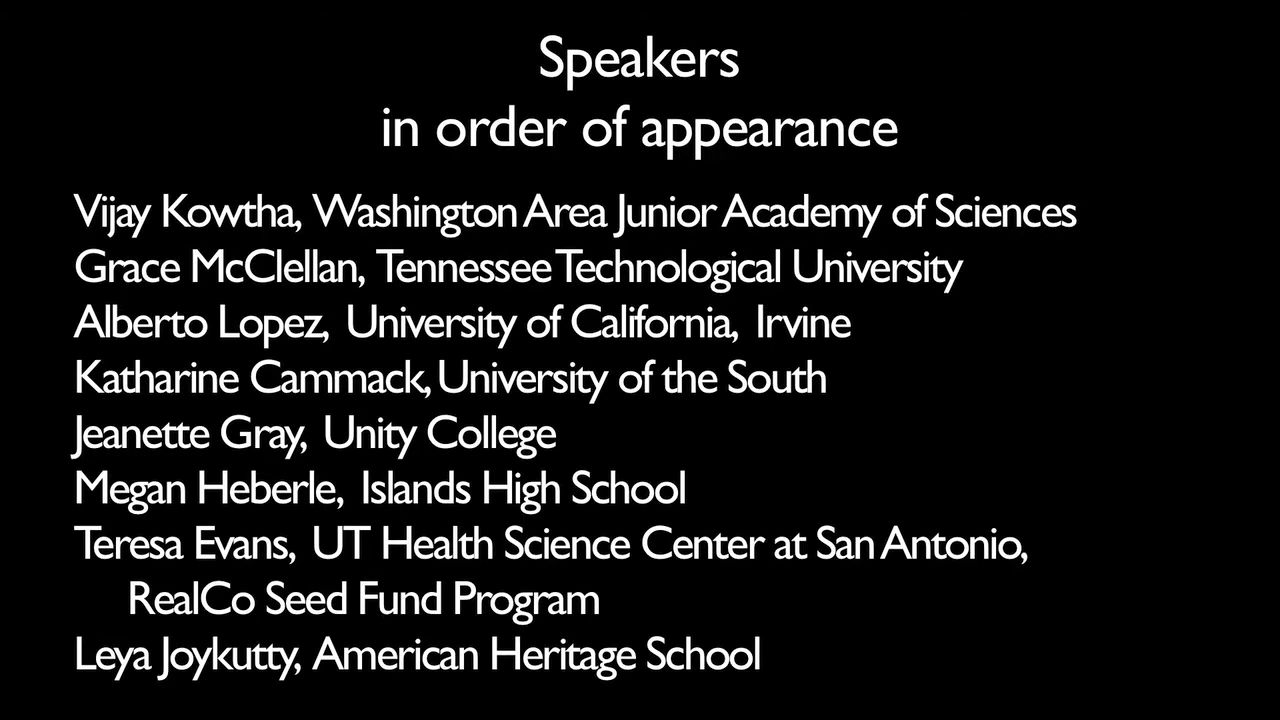 Speakers
in order of appearance
Vijay Kowtha, Washington Area Junior Academy of Sciences
Grace McClellan, Tennessee Technological University
Alberto Lopez, University of California, Irvine
Katharine Cammack, University of the South
Jeanette Gray, Unity College
Megan Heberle, Islands High School
Teresa Evans, UT Health Science Center at San Antonio,
RealCo Seed Fund Program
Leya Joykutty, American Heritage School